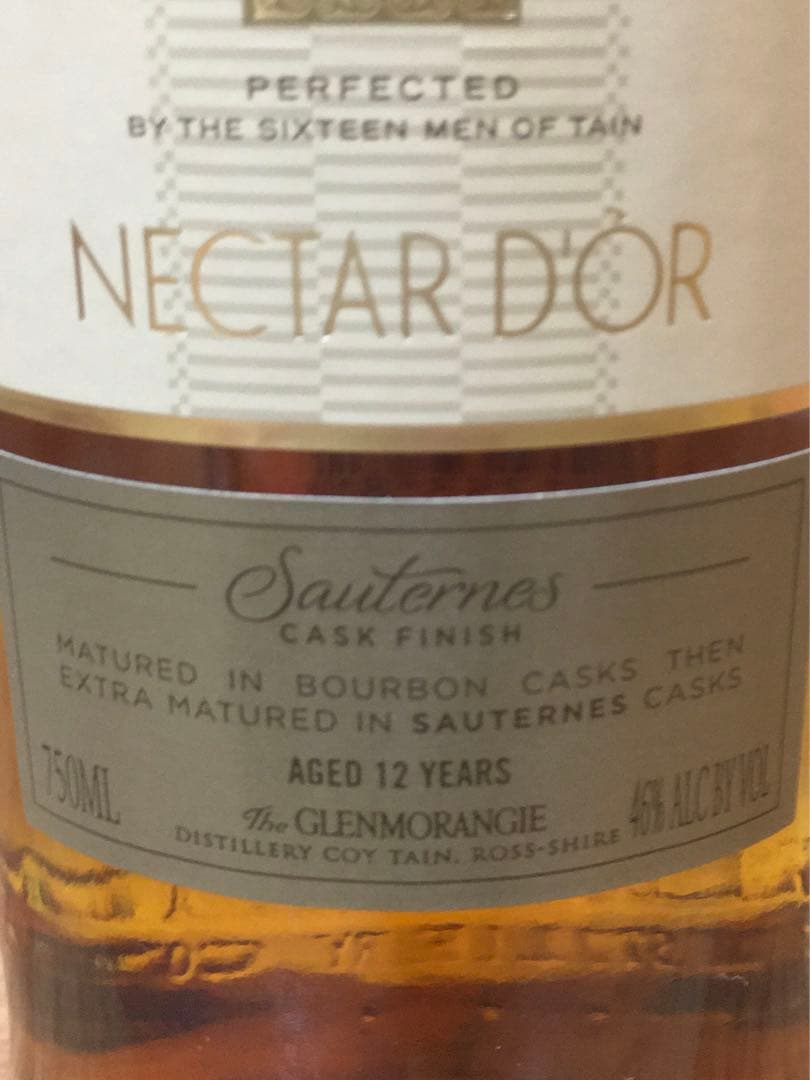 PERFECTED
BY THE SIXTEEN MEN OF TAIN
NECTAR D'ÒR
Sauternes
CASK FINISH
MATURED IN BOURBON CASKS THEN
EXTRA MATURED IN SAUTERNES CASKS
AGED 12 YEARS
750ML
The GLENMORANGIE
46% ALC BY VOL
DISTILLERY COY TAIN. ROSS-SHIRE